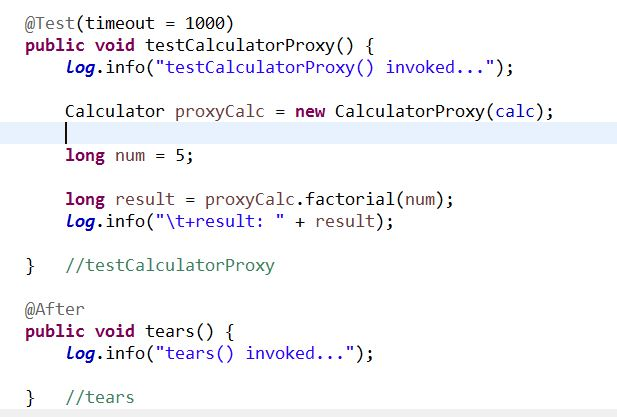 @Test(timeout = 1000)
public void testCalculatorProxy() {
log.info("testCalculatorProxy() invoked...");
Calculator proxyCalc = new CalculatorProxy(calc);
long num = 5;
long result = proxyCalc.factorial(num);
log.info("\t+result: " + result);
} //testCalculatorProxy
@After
public void tears() {
log.info("tears() invoked...");
} //tears